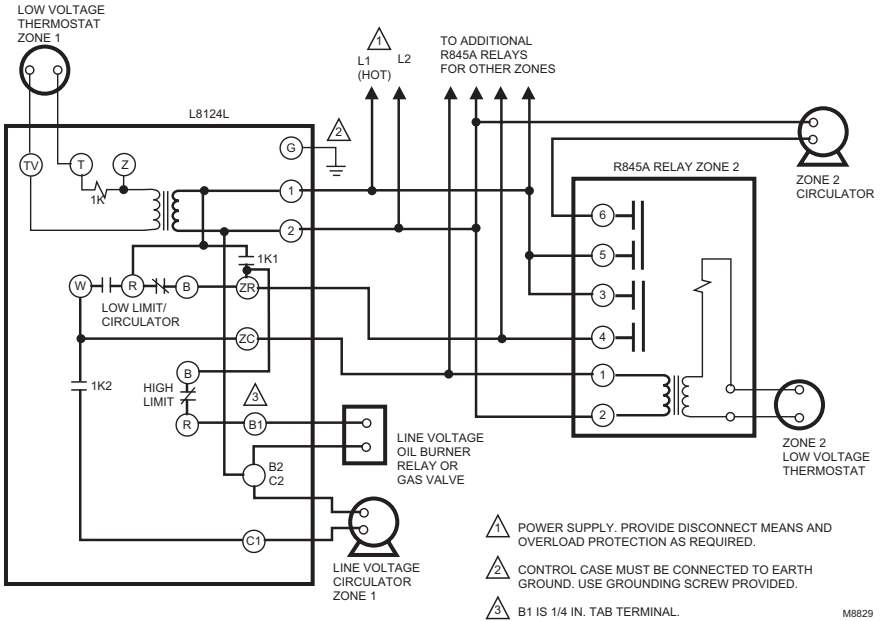 LOW VOLTAGE
THERMOSTAT
ZONE 1
1
L1
(HOT)
L2
TO ADDITIONAL
R845A RELAYS
FOR OTHER ZONES
L8124L
2
G
TV
T
Z
1K
1
2
R845A RELAY ZONE 2
ZONE 2
CIRCULATOR
6
5
3
4
1
2
1K1
W
R
B
ZR
LOW LIMIT/
CIRCULATOR
ZC
1K2
B
HIGH
LIMIT
R
3
B1
B2
C2
C1
LINE VOLTAGE
OIL BURNER
RELAY OR
GAS VALVE
LINE VOLTAGE
CIRCULATOR
ZONE 1
ZONE 2
LOW VOLTAGE
THERMOSTAT
1 POWER SUPPLY. PROVIDE DISCONNECT MEANS AND
OVERLOAD PROTECTION AS REQUIRED.
2 CONTROL CASE MUST BE CONNECTED TO EARTH
GROUND. USE GROUNDING SCREW PROVIDED.
3 B1 IS 1/4 IN. TAB TERMINAL.
M8829